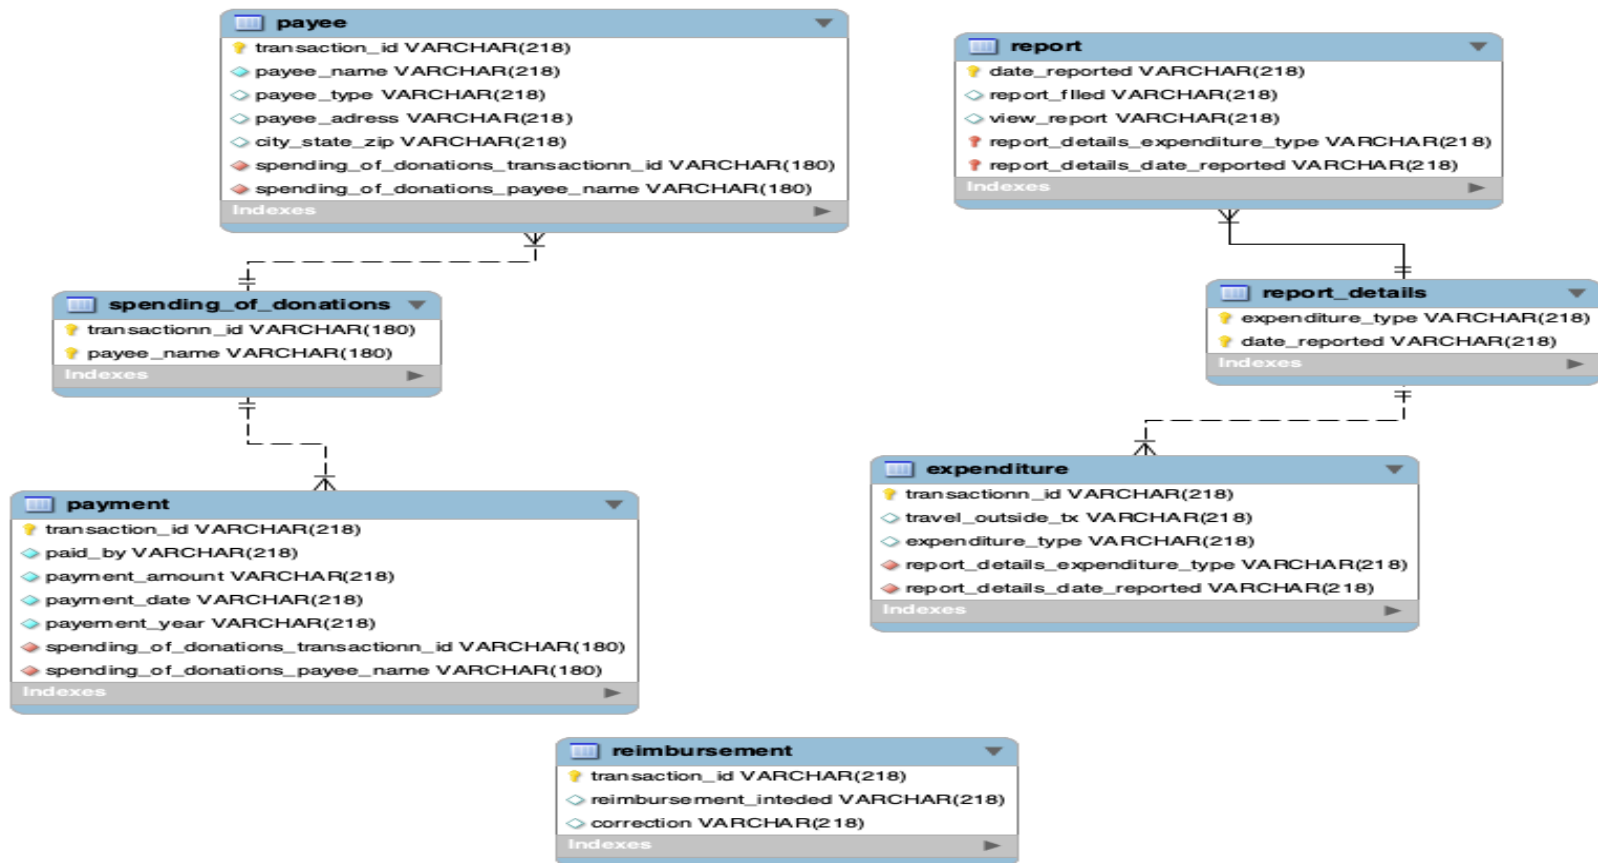 payee
transaction_id VARCHAR(218)
payee_name VARCHAR(218)
payee_type VARCHAR(218)
payee_adress VARCHAR(218)
city_state_zip VARCHAR(218)
spending_of_donations_transactionn_id VARCHAR(180)
spending_of_donations_payee_name VARCHAR(180)
Indexes
report
date_reported VARCHAR(218)
report_flled VARCHAR(218)
view_report VARCHAR(218)
report_details_expenditure_type VARCHAR(218)
report_details_date_reported VARCHAR(218)
Indexes
spending_of_donations
transactionn_id VARCHAR(180)
payee_name VARCHAR(180)
Indexes
report_details
expenditure_type VARCHAR(218)
date_reported VARCHAR(218)
Indexes
payment
transaction_id VARCHAR(218)
paid_by VARCHAR(218)
payment_amount VARCHAR(218)
payment_date VARCHAR(218)
payement_year VARCHAR(218)
spending_of_donations_transactionn_id VARCHAR(180)
spending_of_donations_payee_name VARCHAR(180)
Indexes
expenditure
transactionn_id VARCHAR(218)
travel_outside_tx VARCHAR(218)
expenditure_type VARCHAR(218)
report_details_expenditure_type VARCHAR(218)
report_details_date_reported VARCHAR(218)
Indexes
reimbursement
transaction_id VARCHAR(218)
reimbursement_inteded VARCHAR(218)
correction VARCHAR(218)
Indexes